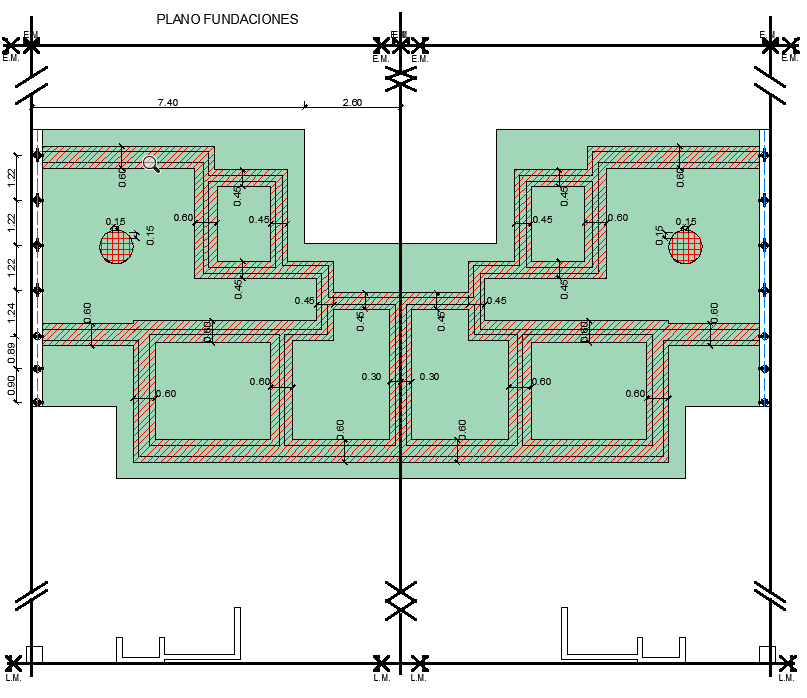 PLANO FUNDACIONES
E.M. E.M. E.M.
E.M. E.M. E.M. E.M.
7.40 2.60
1.22 1.22 1.22 1.24 0.89 0.90
0.60 0.45 0.45 0.60
0.60 0.45 0.45 0.60
0.15 0.15 0.15 0.15
0.45 0.45
0.45 0.45 0.45 0.45
0.60 0.60 0.60 0.60
0.60 0.60 0.30 0.30 0.60 0.60
0.60 0.60
L.M. L.M. L.M. L.M.